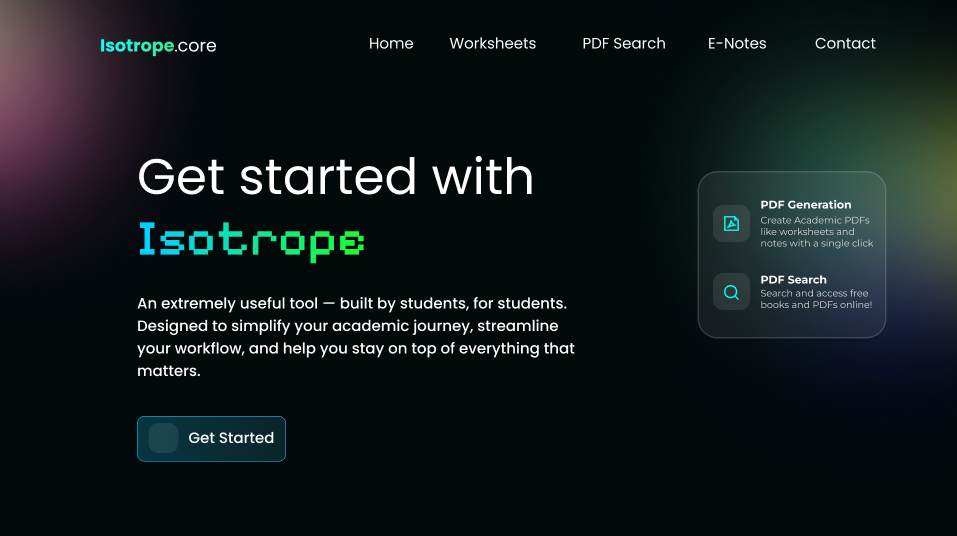 Isotrope.core
Home Worksheets PDF Search E-Notes Contact
Get started with
Isotrope
An extremely useful tool — built by students, for students.
Designed to simplify your academic journey, streamline
your workflow, and help you stay on top of everything that
matters.
Get Started
PDF Generation
Create Academic PDFs
like worksheets and
notes with a single click
PDF Search
Search and access free
books and PDFs online!